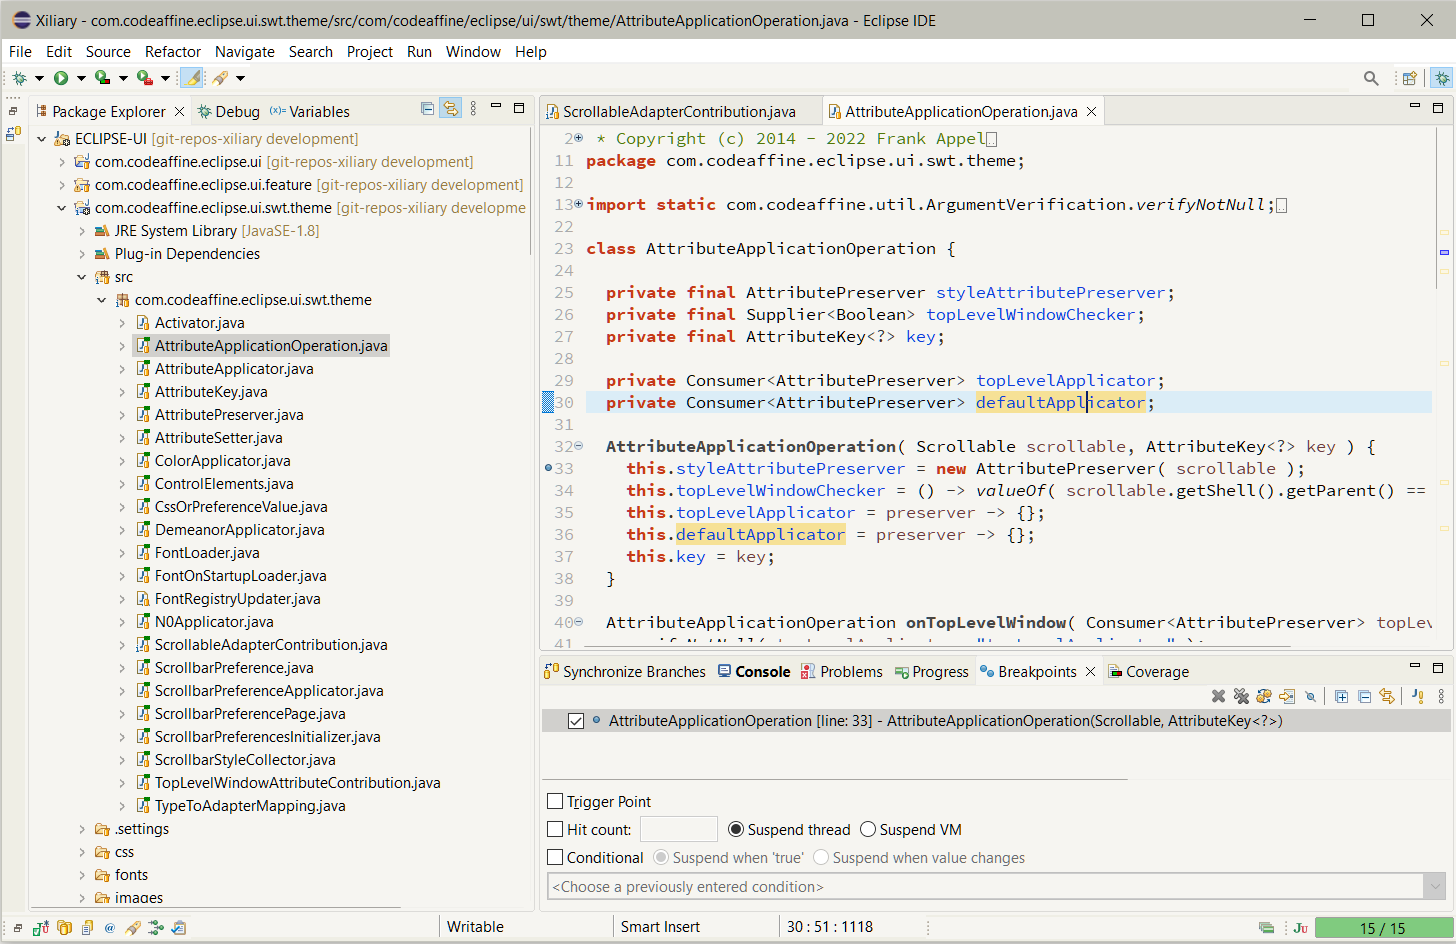 Xiliary - com.codeaffine.eclipse.ui.swt.theme/src/com/codeaffine/eclipse/ui/swt/theme/AttributeApplicationOperation.java - Eclipse IDE
File Edit Source Refactor Navigate Search Project Run Window Help
Package Explorer
Debug
(x)= Variables
ECLIPSE-UI [git-repos-xiliary development]
com.codeaffine.eclipse.ui [git-repos-xiliary development]
com.codeaffine.eclipse.ui.feature [git-repos-xiliary development]
com.codeaffine.eclipse.ui.swt.theme [git-repos-xiliary developme
JRE System Library [JavaSE-1.8]
Plug-in Dependencies
src
com.codeaffine.eclipse.ui.swt.theme
Activator.java
AttributeApplicationOperation.java
AttributeApplicator.java
AttributeKey.java
AttributePreserver.java
AttributeSetter.java
ColorApplicator.java
ControlElements.java
CssOrPreferenceValue.java
DemeanorApplicator.java
FontLoader.java
FontOnStartupLoader.java
FontRegistryUpdater.java
N0Applicator.java
ScrollableAdapterContribution.java
ScrollbarPreference.java
ScrollbarPreferenceApplicator.java
ScrollbarPreferencePage.java
ScrollbarPreferencesInitializer.java
ScrollbarStyleCollector.java
TopLevelWindowAttributeContribution.java
TypeToAdapterMapping.java
.settings
css
fonts
images
ScrollableAdapterContribution.java
AttributeApplicationOperation.java
2 * Copyright (c) 2014 - 2022 Frank Appel
11 package com.codeaffine.eclipse.ui.swt.theme;
12
13 import static com.codeaffine.util.ArgumentVerification.verifyNotNull;
22
23 class AttributeApplicationOperation {
24
25 private final AttributePreserver styleAttributePreserver;
26 private final Supplier<Boolean> topLevelWindowChecker;
27 private final AttributeKey<?> key;
28
29 private Consumer<AttributePreserver> topLevelApplicator;
30 private Consumer<AttributePreserver> defaultApplicator;
31
32 AttributeApplicationOperation( Scrollable scrollable, AttributeKey<?> key ) {
33 this.styleAttributePreserver = new AttributePreserver( scrollable );
34 this.topLevelWindowChecker = () -> valueOf( scrollable.getShell().getParent() ==
35 this.topLevelApplicator = preserver -> {};
36 this.defaultApplicator = preserver -> {};
37 this.key = key;
38 }
39
40 AttributeApplicationOperation onTopLevelWindow( Consumer<AttributePreserver> topLev
41
Synchronize Branches
Console
Problems
Progress
Breakpoints
Coverage
AttributeApplicationOperation [line: 33] - AttributeApplicationOperation(Scrollable, AttributeKey<?>)
Trigger Point
Hit count: Suspend thread Suspend VM
Conditional Suspend when 'true' Suspend when value changes
<Choose a previously entered condition>
Writable
Smart Insert
30 : 51 : 1118
15 / 15